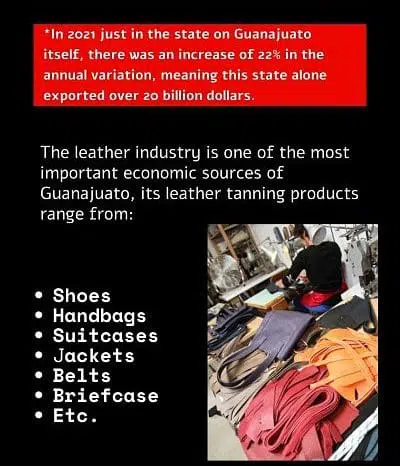 *In 2021 just in the state on Guanajuato
itself, there was an increase of 22% in the
annual variation, meaning this state alone
exported over 20 billion dollars.
The leather industry is one of the most
important economic sources of
Guanajuato, its leather tanning products
range from:
• Shoes
• Handbags
• Suitcases
• Jackets
• Belts
• Briefcase
• Etc.